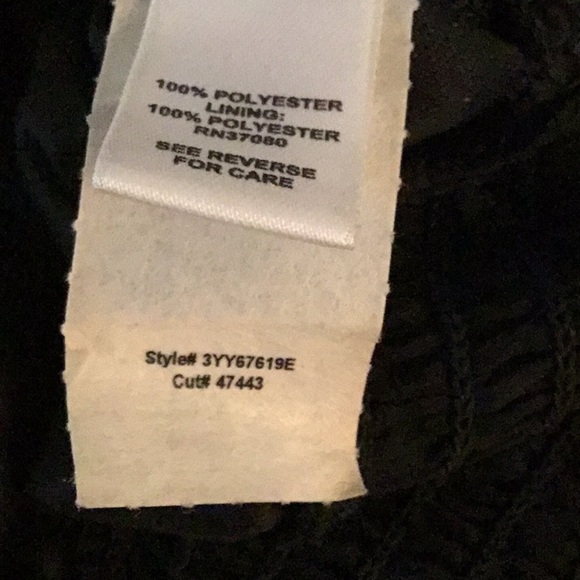 100% POLYESTER
LINING:
100% POLYESTER
RN37080
SEE REVERSE
FOR CARE
Style# 3YY67619E
Cut# 47443